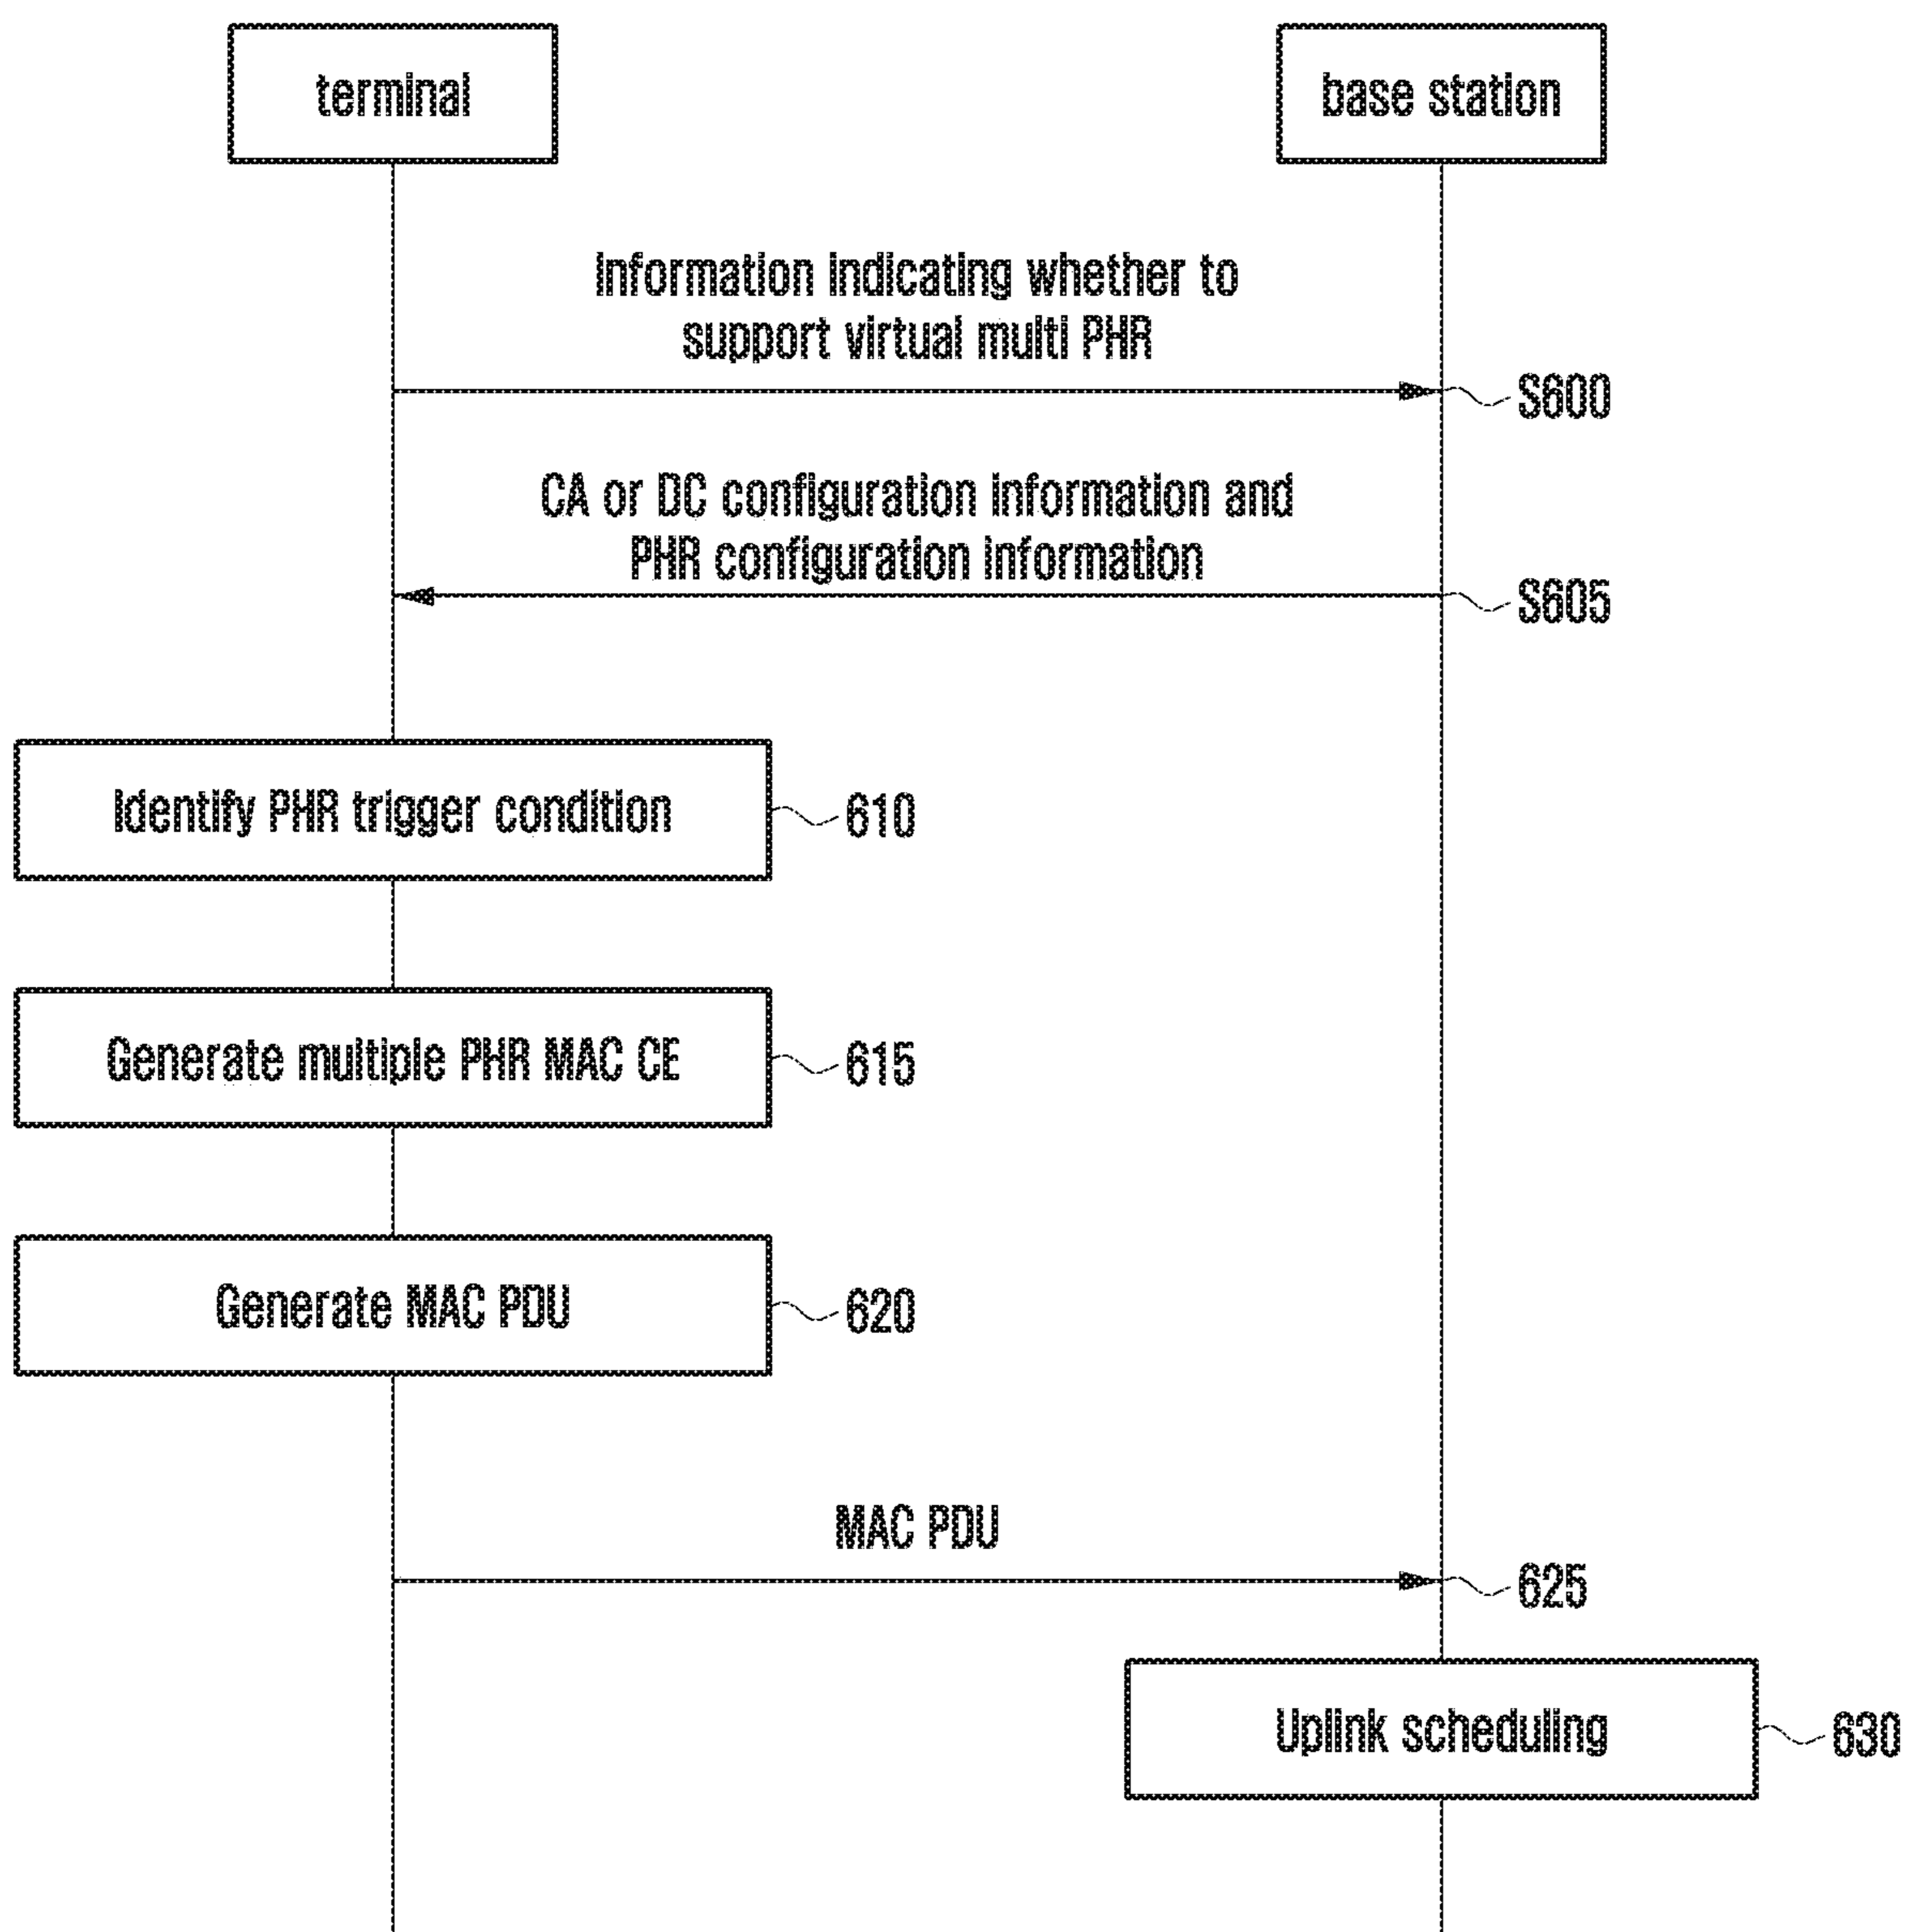 terminal
base station
Information indicating whether to
support virtual multi PHR
S600
CA or DC configuration information and
PHR configuration information
S605
Identify PHR trigger condition
610
Generate multiple PHR MAC CE
615
Generate MAC PDU
620
MAC PDU
625
Uplink scheduling
630